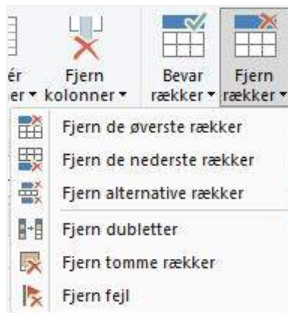 ér Fjern Bevar Fjern
er kolonner rækker rækker
Fjern de øverste rækker
Fjern de nederste rækker
Fjern alternative rækker
Fjern dubletter
Fjern tomme rækker
Fjern fejl